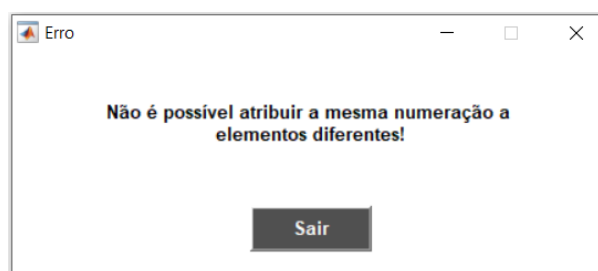 Erro
Não é possível atribuir a mesma numeração a
elementos diferentes!
Sair